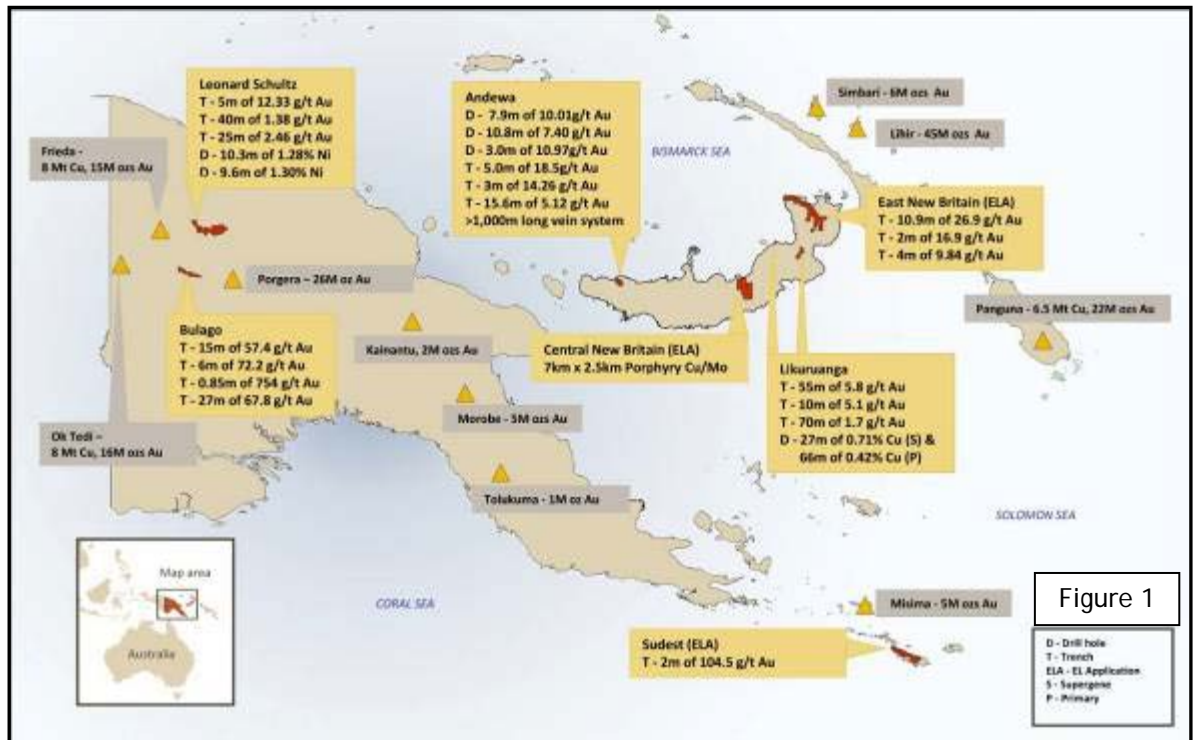 Leonard Schultz
T - 5m of 12.33 g/t Au
T - 40m of 1.38 g/t Au
T - 25m of 2.46 g/t Au
D - 10.3m of 1.28% Ni
D - 9.6m of 1.30% Ni
Andewa
D - 7.9m of 10.01g/t Au
D - 10.8m of 7.40 g/t Au
D - 3.0m of 10.97g/t Au
T - 5.0m of 18.5g/t Au
T - 3m of 14.26 g/t Au
T - 15.6m of 5.12 g/t Au
>1,000m long vein system
Simbari - 6M ozs Au
Lihir - 45M ozs Au
BISMARCK SEA
Frieda -
8 Mt Cu, 15M ozs Au
East New Britain (ELA)
T - 10.9m of 26.9 g/t Au
T - 2m of 16.9 g/t Au
T - 4m of 9.84 g/t Au
Porgera – 26M oz Au
Panguna - 6.5 Mt Cu, 22M ozs Au
Bulago
T - 15m of 57.4 g/t Au
T - 6m of 72.2 g/t Au
T - 0.85m of 754 g/t Au
T - 27m of 67.8 g/t Au
Kainantu, 2M ozs Au
Central New Britain (ELA)
7km x 2.5km Porphyry Cu/Mo
Likuruanga
T - 55m of 5.8 g/t Au
T - 10m of 5.1 g/t Au
T - 70m of 1.7 g/t Au
D - 27m of 0.71% Cu (S) &
66m of 0.42% Cu (P)
Morobe - 5M ozs Au
Ok Tedi –
8 Mt Cu, 16M ozs Au
Tolukuma - 1M oz Au
SOLOMON SEA
Map area
Australia
CORAL SEA
Misima - 5M ozs Au
Figure 1
Sudest (ELA)
T - 2m of 104.5 g/t Au
D - Drill hole
T - Trench
ELA - EL Application
S - Supergene
P - Primary